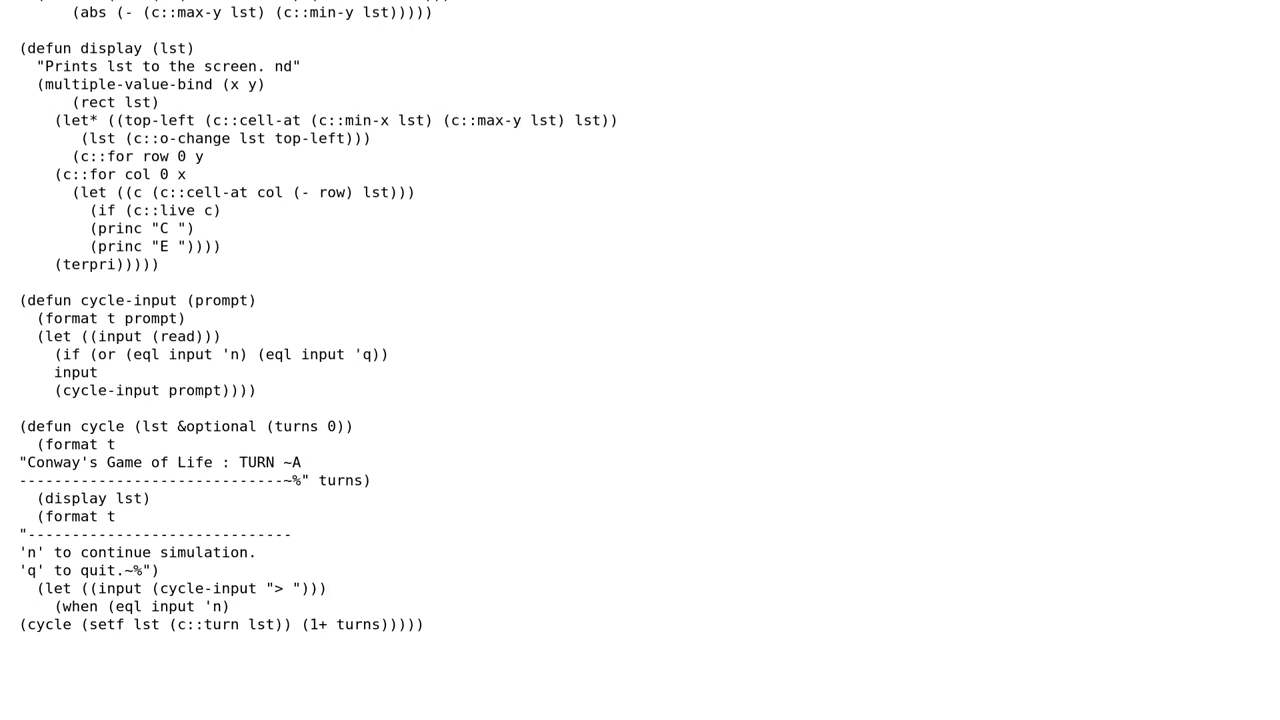 (abs (- (c::max-y lst) (c::min-y lst)))))
(defun display (lst)
"Prints lst to the screen. nd"
(multiple-value-bind (x y)
(rect lst)
(let* ((top-left (c::cell-at (c::min-x lst) (c::max-y lst) lst))
(lst (c::o-change lst top-left)))
(c::for row 0 y
(c::for col 0 x
(let ((c (c::cell-at col (- row) lst)))
(if (c::live c)
(princ "C ")
(princ "E "))))
(terpri)))))
(defun cycle-input (prompt)
(format t prompt)
(let ((input (read)))
(if (or (eql input 'n) (eql input 'q))
input
(cycle-input prompt))))
(defun cycle (lst &optional (turns 0))
(format t
"Conway's Game of Life : TURN ~A
------------------------------~%" turns)
(display lst)
(format t
"------------------------------
'n' to continue simulation.
'q' to quit.~%")
(let ((input (cycle-input "> ")))
(when (eql input 'n)
(cycle (setf lst (c::turn lst)) (1+ turns)))))